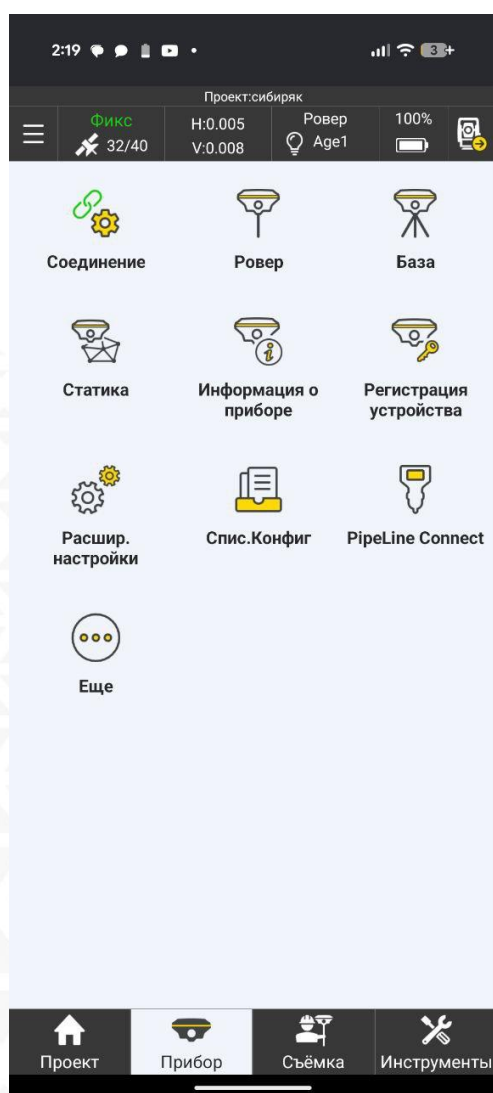 2:19
3+
Проект:сибиряк
Фикс
32/40
H:0.005
V:0.008
Ровер
Age1
100%
Соединение
Ровер
База
Статика
Информация о
приборе
Регистрация
устройства
Расшир.
настройки
Спис.Конфиг
PipeLine Connect
Еще
Проект
Прибор
Съёмка
Инструменты